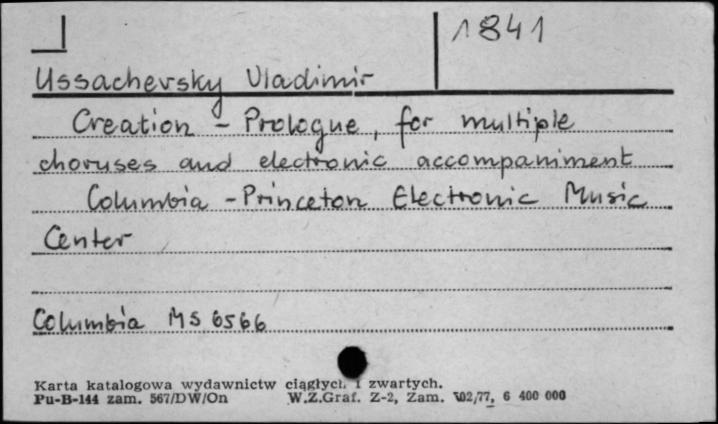 1841
Ussachevsky Vladimir
Creation - Prologue, for multiple
choruses and electronic accompaniment
Columbia - Princeton Electronic Music
Center
Columbia MS 6566
Karta katalogowa wydawnictw ciągłych i zwartych.
Pu-B-144 zam. 567/DW/On W.Z.Graf. Z-2, Zam. 102/77, 6 400 000